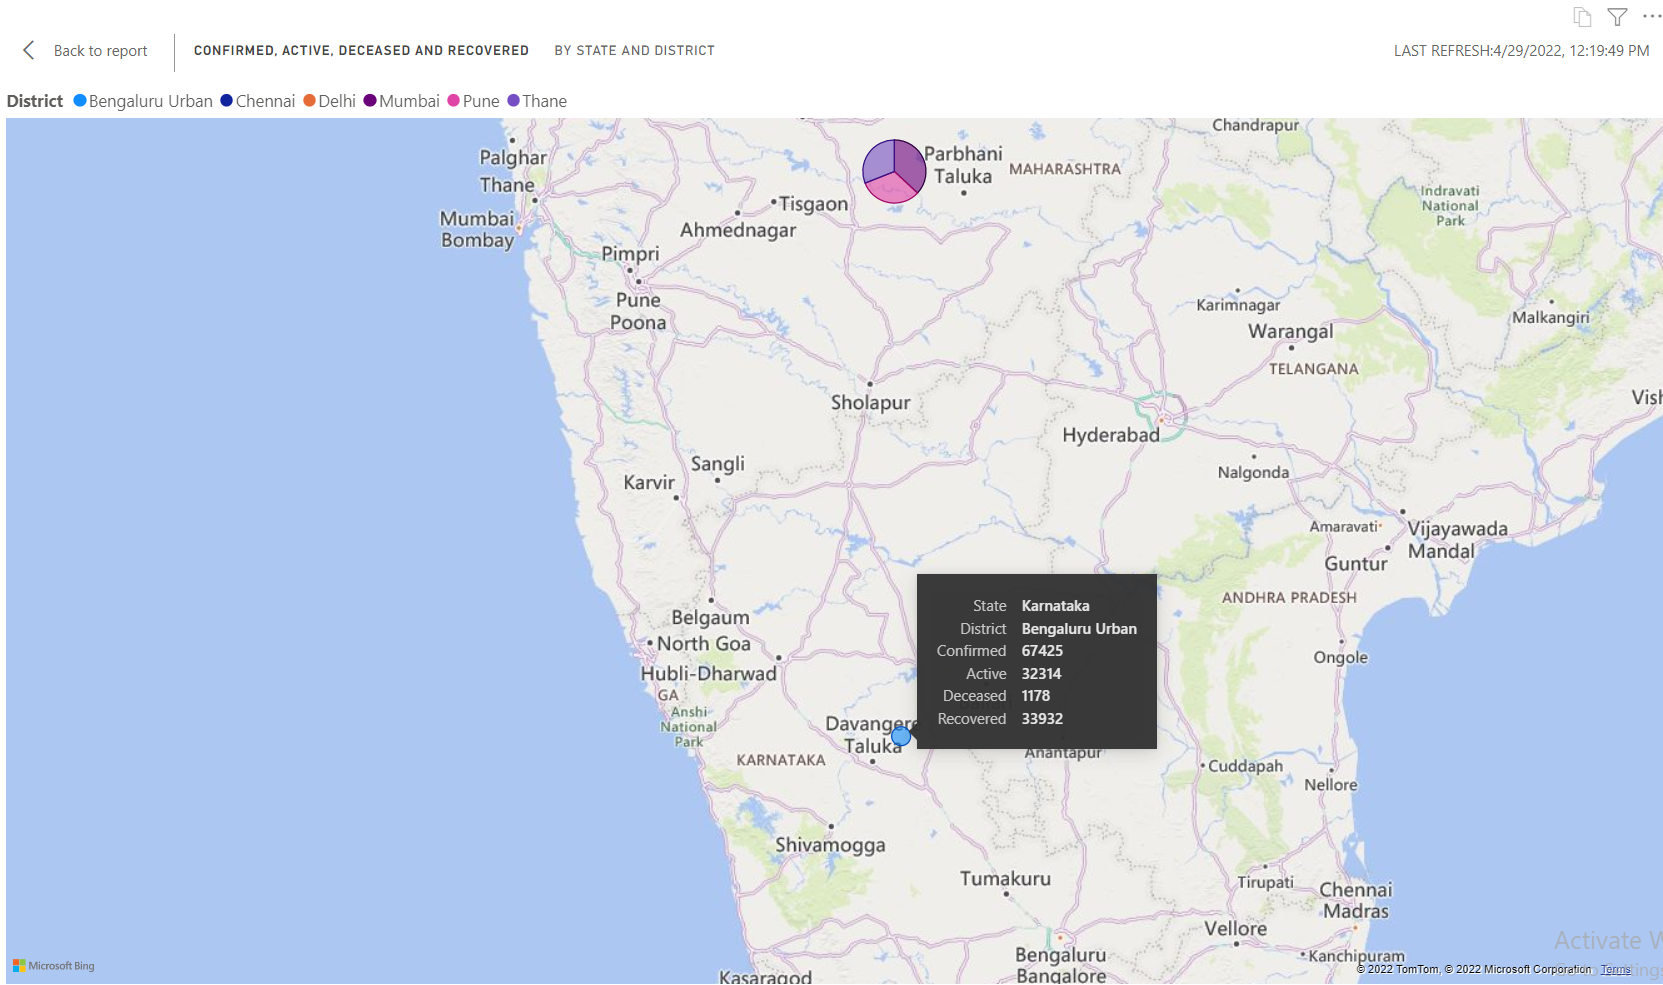 Back to report
CONFIRMED, ACTIVE, DECEASED AND RECOVERED
BY STATE AND DISTRICT
LAST REFRESH:4/29/2022, 12:19:49 PM
District Bengaluru Urban Chennai Delhi Mumbai Pune Thane
Chandrapur
Palghar
Thane
Parbhani
Taluka
MAHARASHTRA
Indravati
National
Park
Mumbai
Bombay
Tisgaon
Ahmednagar
Pimpri
Pune
Poona
Karimnagar
Warangal
Malkangiri
TELANGANA
Sholapur
Hyderabad
Sangli
Karvir
Nalgonda
Amaravati
Vijayawada
Mandal
Guntur
ANDHRA PRADESH
State Karnataka
District Bengaluru Urban
Confirmed 67425
Active 32314
Deceased 1178
Recovered 33932
Belgaum
North Goa
Hubli-Dharwad
GA
Anshi
National
Park
Ongole
Davangere
Taluka
KARNATAKA
Anantapur
Cuddapah
Nellore
Shivamogga
Tumakuru
Tirupati
Chennai
Madras
Vellore
Bengaluru
Bangalore
Kanchipuram
Kasaragod
Activate
Microsoft Bing
© 2022 TomTom, © 2022 Microsoft Corporation Terms